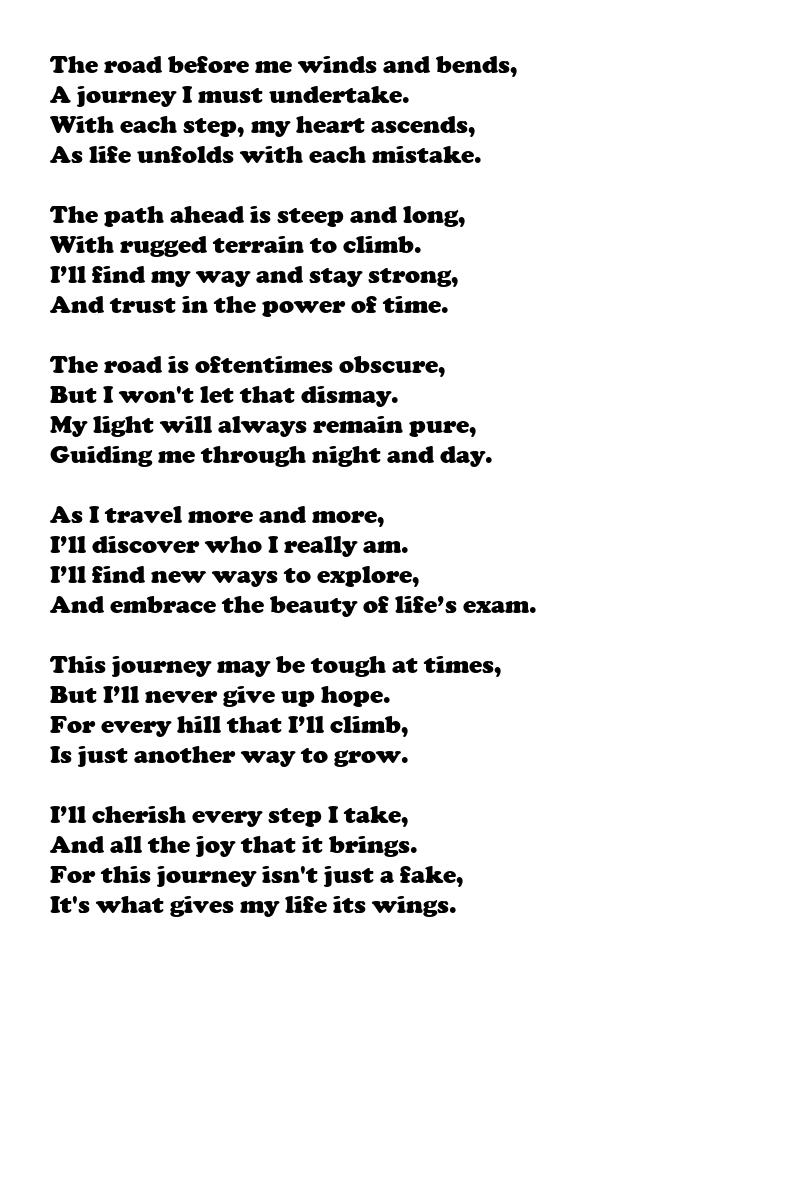 The road before me winds and bends,
A journey I must undertake.
With each step, my heart ascends,
As life unfolds with each mistake.

The path ahead is steep and long,
With rugged terrain to climb.
I’ll find my way and stay strong,
And trust in the power of time.

The road is oftentimes obscure,
But I won't let that dismay.
My light will always remain pure,
Guiding me through night and day.

As I travel more and more,
I’ll discover who I really am.
I’ll find new ways to explore,
And embrace the beauty of life’s exam.

This journey may be tough at times,
But I’ll never give up hope.
For every hill that I’ll climb,
Is just another way to grow.

I’ll cherish every step I take,
And all the joy that it brings.
For this journey isn't just a fake,
It's what gives my life its wings.